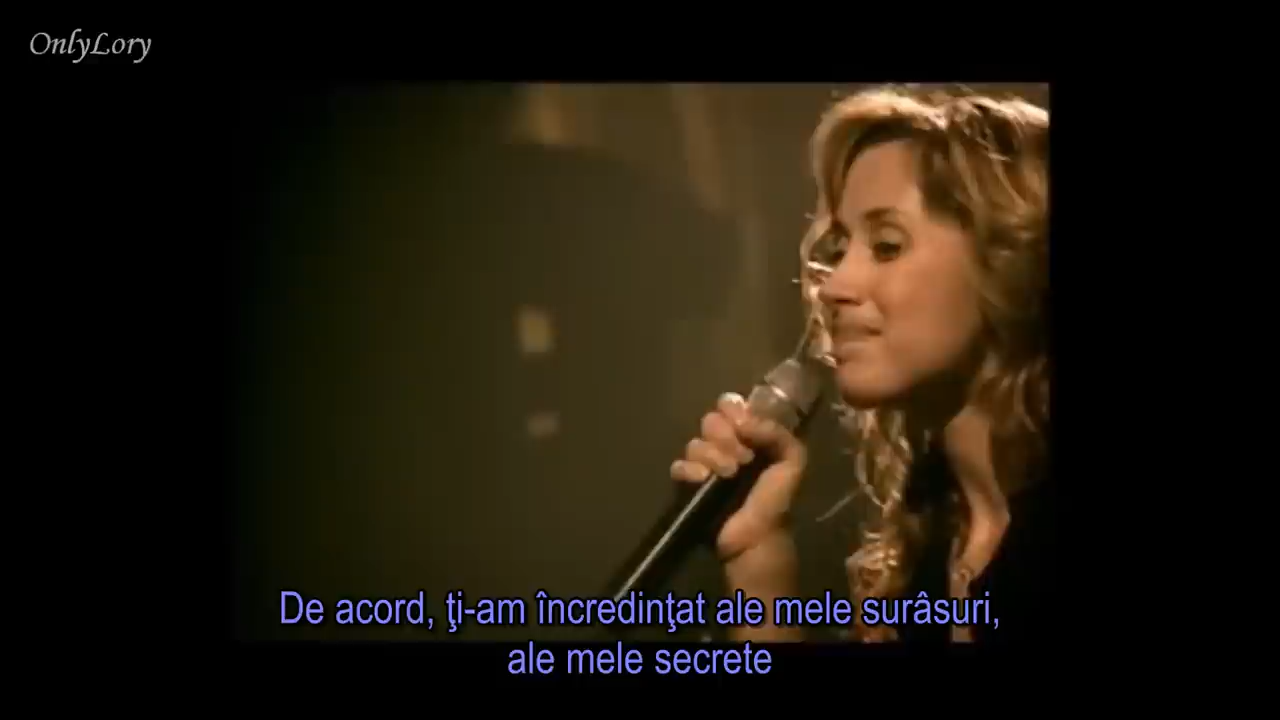 OnlyLory
De acord, ţi-am încredinţat ale mele surâsuri,
ale mele secrete